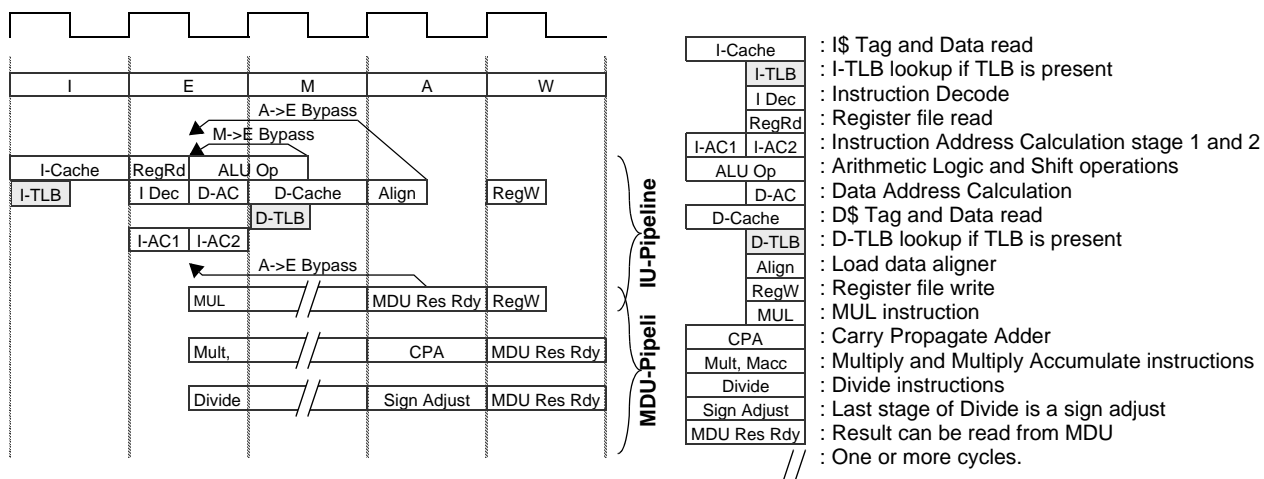 I E M A W
A->E Bypass
M->E Bypass
I-Cache RegRd ALU Op
I-TLB I Dec D-AC D-Cache Align RegW
D-TLB
I-AC1 I-AC2
A->E Bypass
MUL MDU Res Rdy RegW
Mult, CPA MDU Res Rdy
Divide Sign Adjust MDU Res Rdy
IU-Pipeline
MDU-Pipeli
I-Cache : I$ Tag and Data read
I-TLB : I-TLB lookup if TLB is present
I Dec : Instruction Decode
RegRd : Register file read
I-AC1 I-AC2 : Instruction Address Calculation stage 1 and 2
ALU Op : Arithmetic Logic and Shift operations
D-AC : Data Address Calculation
D-Cache : D$ Tag and Data read
D-TLB : D-TLB lookup if TLB is present
Align : Load data aligner
RegW : Register file write
MUL : MUL instruction
CPA : Carry Propagate Adder
Mult, Macc : Multiply and Multiply Accumulate instructions
Divide : Divide instructions
Sign Adjust : Last stage of Divide is a sign adjust
MDU Res Rdy : Result can be read from MDU
: One or more cycles.